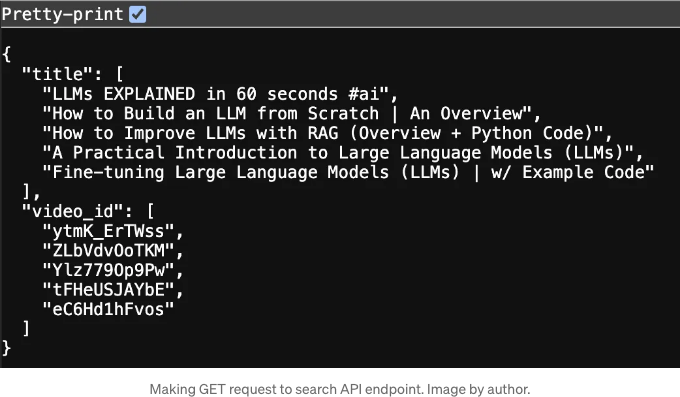 Pretty-print
{
"title": [
"LLMs EXPLAINED in 60 seconds #ai",
"How to Build an LLM from Scratch | An Overview",
"How to Improve LLMs with RAG (Overview + Python Code)",
"A Practical Introduction to Large Language Models (LLMs)",
"Fine-tuning Large Language Models (LLMs) | w/ Example Code"
],
"video_id": [
"ytmK_ErTWss",
"ZLbVdvOoTKM",
"Ylz779Op9Pw",
"tFHeUSJAYbE",
"eC6Hd1hFvos"
]
}
Making GET request to search API endpoint. Image by author.